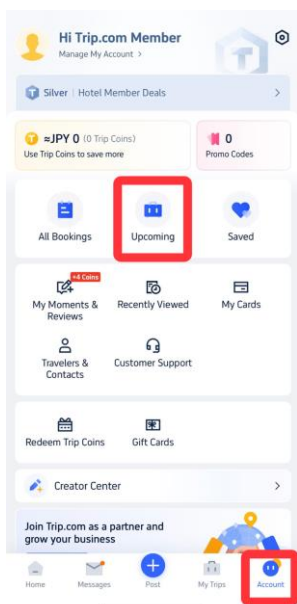 Hi Trip.com Member
Manage My Account >
Silver | Hotel Member Deals >
≈JPY 0 (0 Trip Coins)
Use Trip Coins to save more
0
Promo Codes
All Bookings
Upcoming
Saved
+4 Coins
My Moments &
Reviews
Recently Viewed
My Cards
Travelers &
Contacts
Customer Support
Redeem Trip Coins
Gift Cards
Creator Center >
Join Trip.com as a partner and
grow your business
Home
Messages
Post
My Trips
Account